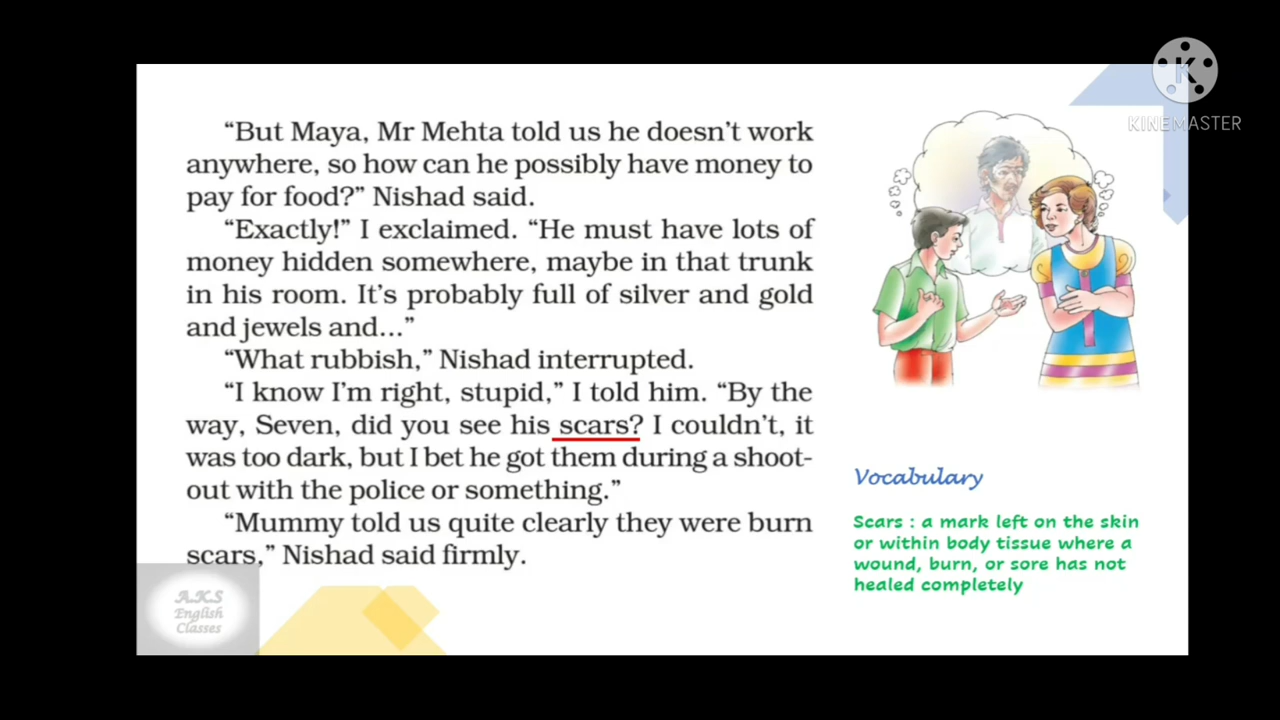 KINEMASTER
“But Maya, Mr Mehta told us he doesn’t work
anywhere, so how can he possibly have money to
pay for food?” Nishad said.
“Exactly!” I exclaimed. “He must have lots of
money hidden somewhere, maybe in that trunk
in his room. It’s probably full of silver and gold
and jewels and...”
“What rubbish,” Nishad interrupted.
“I know I’m right, stupid,” I told him. “By the
way, Seven, did you see his scars? I couldn’t, it
was too dark, but I bet he got them during a shoot-
out with the police or something.”
“Mummy told us quite clearly they were burn
scars,” Nishad said firmly.
Vocabulary
Scars : a mark left on the skin
or within body tissue where a
wound, burn, or sore has not
healed completely
A.K.S
English
Classes